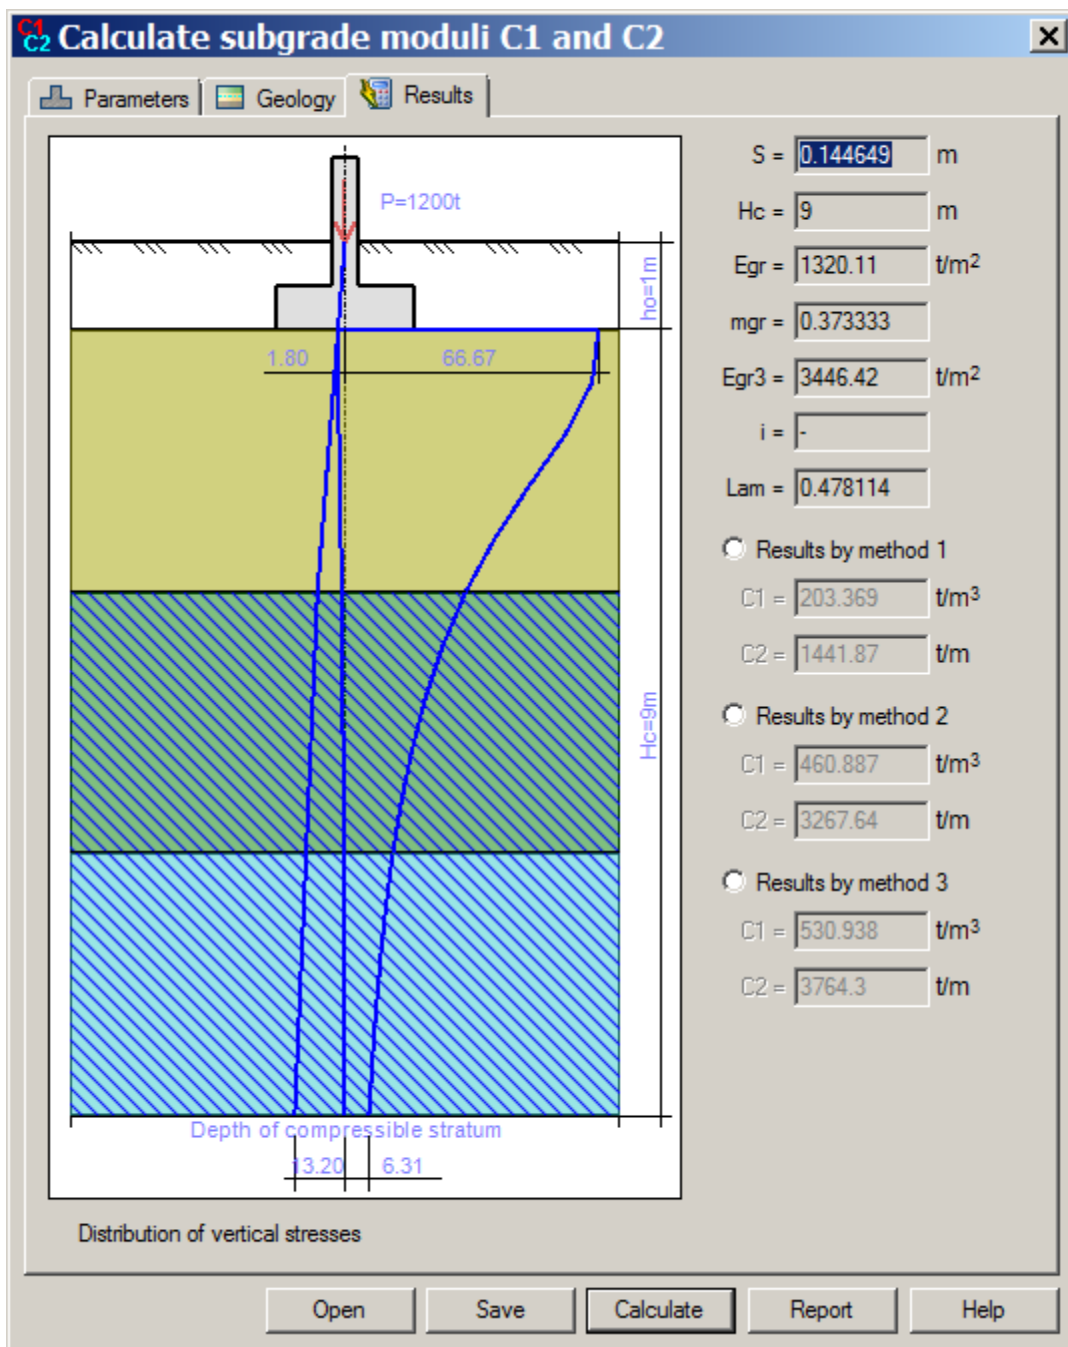 C1
C2 Calculate subgrade moduli C1 and C2
Parameters Geology Results
P=1200t
ho=1m
1.80 66.67
Hc=9m
Depth of compressible stratum
13.20 6.31
Distribution of vertical stresses
S = 0.144649 m
Hc = 9 m
Egr = 1320.11 t/m²
mgr = 0.373333
Egr3 = 3446.42 t/m²
i = -
Lam = 0.478114
Results by method 1
C1 = 203.369 t/m³
C2 = 1441.87 t/m
Results by method 2
C1 = 460.887 t/m³
C2 = 3267.64 t/m
Results by method 3
C1 = 530.938 t/m³
C2 = 3764.3 t/m
Open Save Calculate Report Help